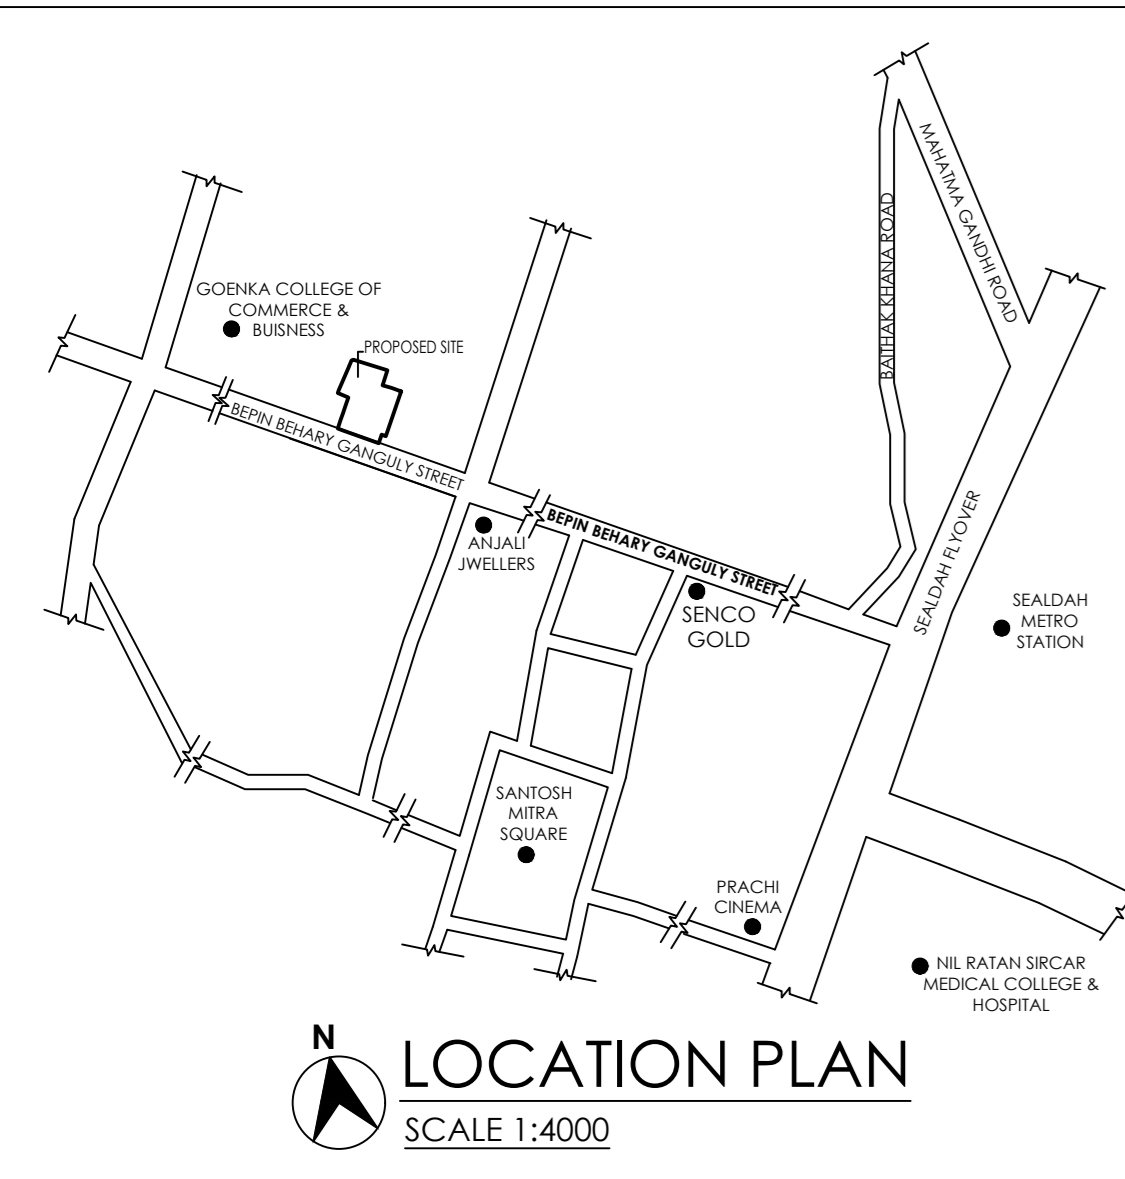 MAHATMA GANDHI ROAD
BAITHAK KHANA ROAD
GOENKA COLLEGE OF
COMMERCE &
BUISNESS
PROPOSED SITE
BEPIN BEHARY GANGULY STREET
BEPIN BEHARY GANGULY STREET
ANJALI
JWELLERS
SENCO
GOLD
SEALDAH FLYOVER
SEALDAH
METRO
STATION
SANTOSH
MITRA
SQUARE
PRACHI
CINEMA
NIL RATAN SIRCAR
MEDICAL COLLEGE &
HOSPITAL
N
LOCATION PLAN
SCALE 1:4000